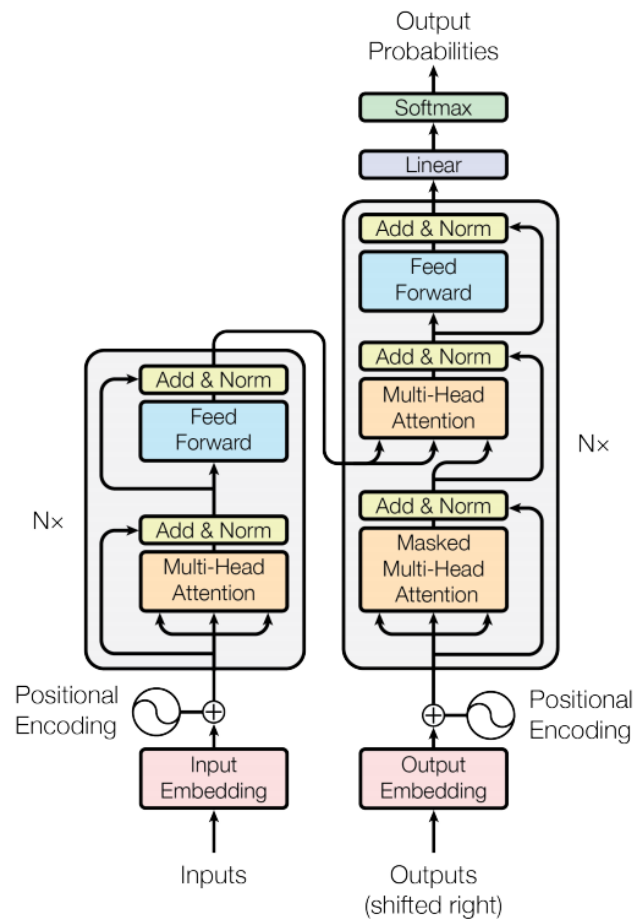 Output
Probabilities
Softmax
Linear
Add & Norm
Feed
Forward
Add & Norm
Multi-Head
Attention
Add & Norm
Masked
Multi-Head
Attention
N×
Add & Norm
Feed
Forward
N×
Add & Norm
Multi-Head
Attention
Positional
Encoding
Positional
Encoding
Input
Embedding
Output
Embedding
Inputs
Outputs
(shifted right)